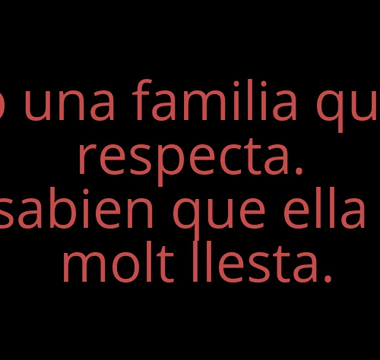 una familia qu
respecta.
sabien que ella
molt llesta.